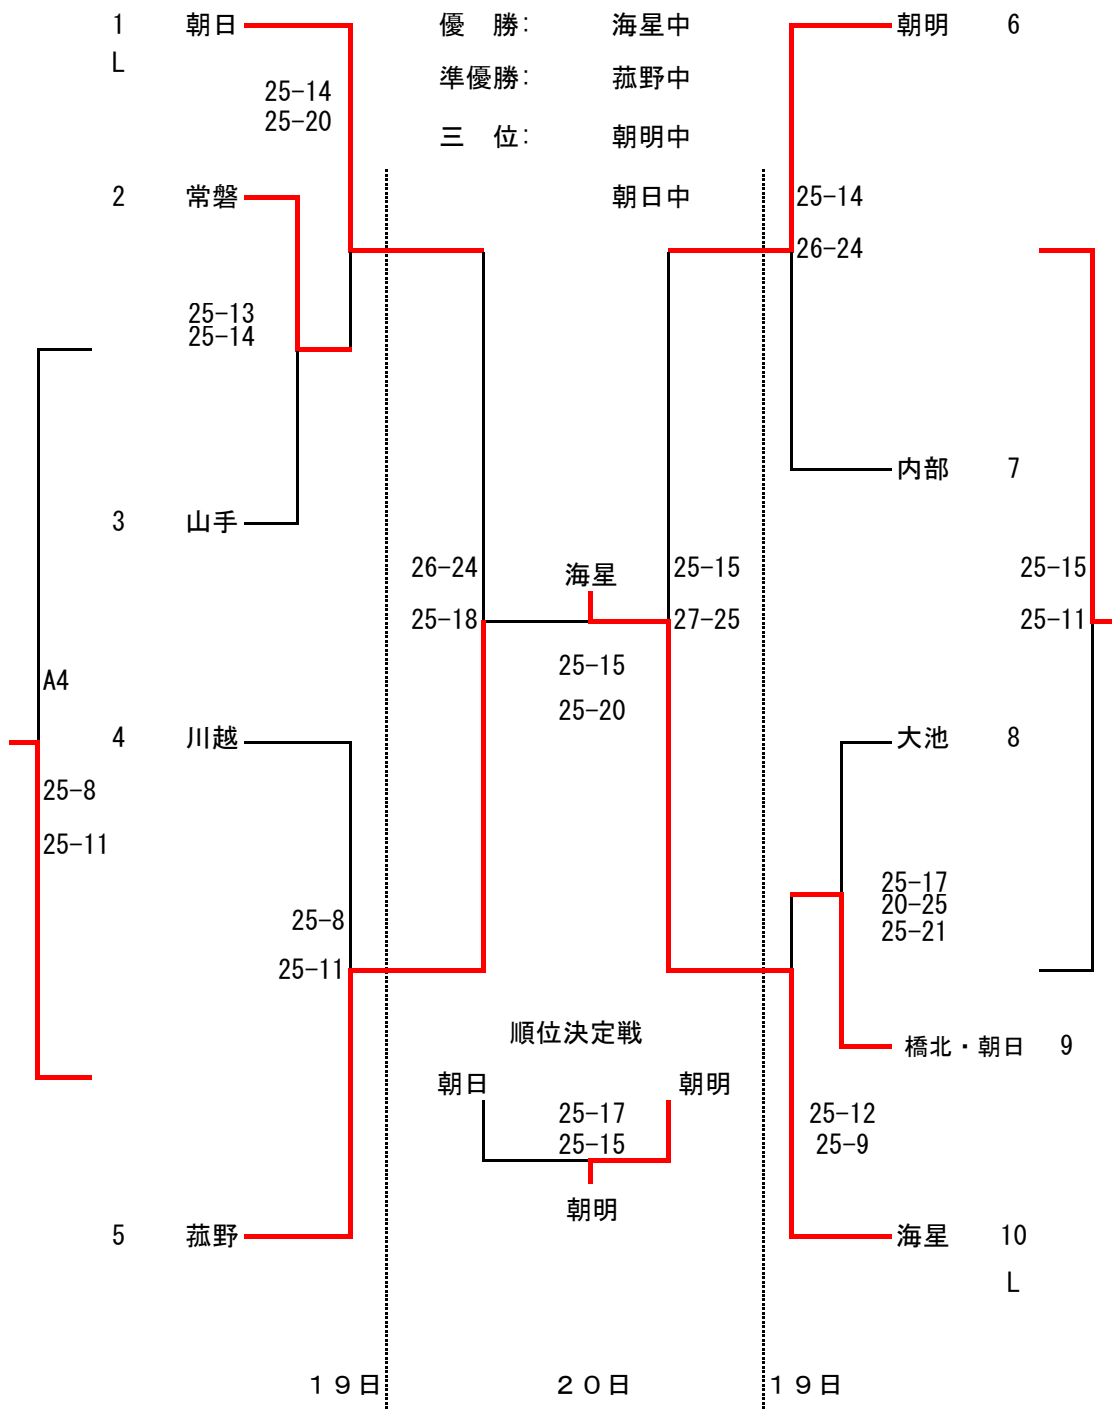 1 朝日 優　勝： 海星中 朝明 6
L
準優勝： 菰野中
25-14
25-20
三　位： 朝明中
2 常磐 朝日中 25-14
26-24
25-13
25-14
内部 7
3 山手
26-24 海星 25-15 25-15
25-18 27-25 25-11
25-15
A4
25-20
4 川越 大池 8
25-8
25-11
25-17
20-25
25-8
25-21
25-11
順位決定戦
橋北・朝日 9
朝日 朝明
25-17 25-12
25-15 25-9
朝明
5 菰野 海星 10
L
１９日 ２０日 １９日